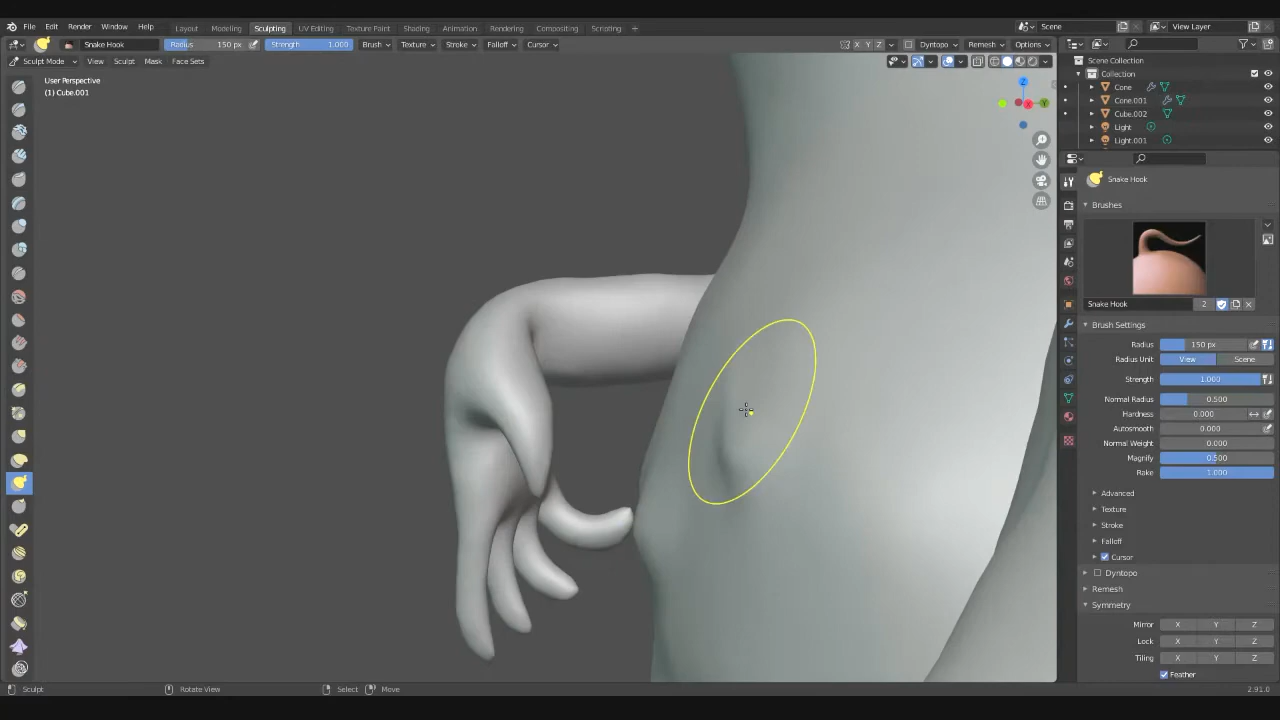 File Edit Render Window Help Layout Modeling Sculpting UV Editing Texture Paint Shading Animation Rendering Compositing Scripting + Scene View Layer
Snake Hook Radius 150 px Strength 1.000 Brush Texture Stroke Falloff Cursor X Y Z Dyntopo Remesh Options
Sculpt Mode View Sculpt Mask Face Sets
User Perspective
(1) Cube.001
Z
X
Y
Scene Collection
Collection
Cone
Cone.001
Cube.002
Light
Light.001
Snake Hook
Brushes
Snake Hook 2
Brush Settings
Radius 150 px
Radius Unit View Scene
Strength 1.000
Normal Radius 0.500
Hardness 0.000
Autosmooth 0.000
Normal Weight 0.000
Magnify 0.500
Rake 1.000
Advanced
Texture
Stroke
Falloff
Cursor
Dyntopo
Remesh
Symmetry
Mirror X Y Z
Lock X Y Z
Tiling X Y Z
Feather
Sculpt Rotate View Select Move 2.91.0